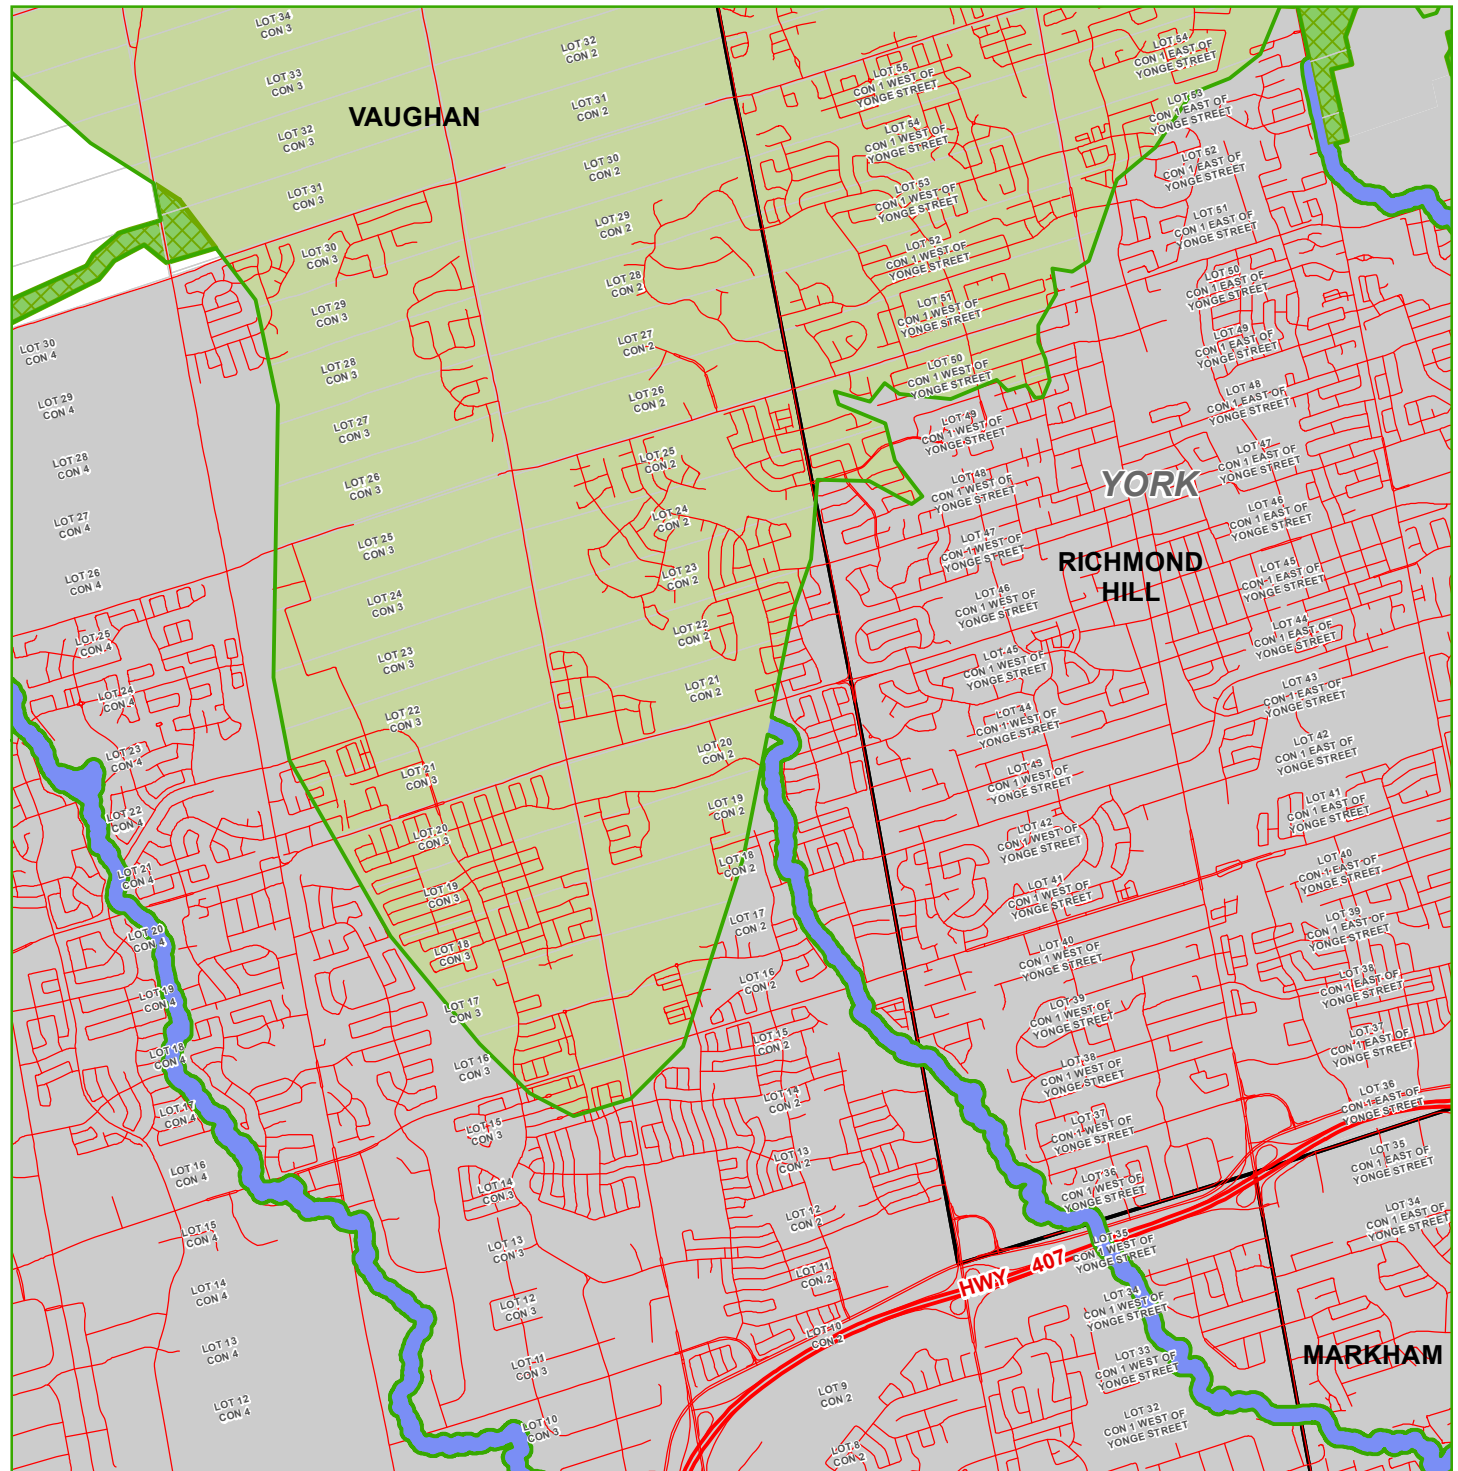 VAUGHAN
YORK
RICHMOND
HILL
MARKHAM
HWY 407
LOT 34
CON 3
LOT 33
CON 3
LOT 32
CON 3
LOT 31
CON 3
LOT 30
CON 3
LOT 29
CON 3
LOT 28
CON 3
LOT 27
CON 3
LOT 26
CON 3
LOT 25
CON 3
LOT 24
CON 3
LOT 23
CON 3
LOT 22
CON 3
LOT 21
CON 3
LOT 20
CON 3
LOT 19
CON 3
LOT 18
CON 3
LOT 17
CON 3
LOT 16
CON 3
LOT 15
CON 3
LOT 14
CON 3
LOT 13
CON 3
LOT 12
CON 3
LOT 11
CON 3
LOT 10
CON 3
LOT 32
CON 2
LOT 31
CON 2
LOT 30
CON 2
LOT 29
CON 2
LOT 28
CON 2
LOT 27
CON 2
LOT 26
CON 2
LOT 25
CON 2
LOT 24
CON 2
LOT 23
CON 2
LOT 22
CON 2
LOT 21
CON 2
LOT 20
CON 2
LOT 19
CON 2
LOT 18
CON 2
LOT 17
CON 2
LOT 16
CON 2
LOT 15
CON 2
LOT 14
CON 2
LOT 13
CON 2
LOT 12
CON 2
LOT 11
CON 2
LOT 10
CON 2
LOT 9
CON 2
LOT 8
CON 2
LOT 30
CON 4
LOT 29
CON 4
LOT 28
CON 4
LOT 27
CON 4
LOT 26
CON 4
LOT 25
CON 4
LOT 24
CON 4
LOT 23
CON 4
LOT 22
CON 4
LOT 21
CON 4
LOT 20
CON 4
LOT 19
CON 4
LOT 18
CON 4
LOT 17
CON 4
LOT 16
CON 4
LOT 15
CON 4
LOT 14
CON 4
LOT 13
CON 4
LOT 12
CON 4
LOT 55
CON 1 WEST OF
YONGE STREET
LOT 54
CON 1 WEST OF
YONGE STREET
LOT 53
CON 1 WEST OF
YONGE STREET
LOT 52
CON 1 WEST OF
YONGE STREET
LOT 51
CON 1 WEST OF
YONGE STREET
LOT 50
CON 1 WEST OF
YONGE STREET
LOT 49
CON 1 WEST OF
YONGE STREET
LOT 48
CON 1 WEST OF
YONGE STREET
LOT 47
CON 1 WEST OF
YONGE STREET
LOT 46
CON 1 WEST OF
YONGE STREET
LOT 45
CON 1 WEST OF
YONGE STREET
LOT 44
CON 1 WEST OF
YONGE STREET
LOT 43
CON 1 WEST OF
YONGE STREET
LOT 42
CON 1 WEST OF
YONGE STREET
LOT 41
CON 1 WEST OF
YONGE STREET
LOT 40
CON 1 WEST OF
YONGE STREET
LOT 39
CON 1 WEST OF
YONGE STREET
LOT 38
CON 1 WEST OF
YONGE STREET
LOT 37
CON 1 WEST OF
YONGE STREET
LOT 36
CON 1 WEST OF
YONGE STREET
LOT 35
CON 1 WEST OF
YONGE STREET
LOT 34
CON 1 WEST OF
YONGE STREET
LOT 33
CON 1 WEST OF
YONGE STREET
LOT 32
CON 1 WEST OF
YONGE STREET
LOT 54
CON 1 EAST OF
YONGE STREET
LOT 53
CON 1 EAST OF
YONGE STREET
LOT 52
CON 1 EAST OF
YONGE STREET
LOT 51
CON 1 EAST OF
YONGE STREET
LOT 50
CON 1 EAST OF
YONGE STREET
LOT 49
CON 1 EAST OF
YONGE STREET
LOT 48
CON 1 EAST OF
YONGE STREET
LOT 47
CON 1 EAST OF
YONGE STREET
LOT 46
CON 1 EAST OF
YONGE STREET
LOT 45
CON 1 EAST OF
YONGE STREET
LOT 44
CON 1 EAST OF
YONGE STREET
LOT 43
CON 1 EAST OF
YONGE STREET
LOT 42
CON 1 EAST OF
YONGE STREET
LOT 41
CON 1 EAST OF
YONGE STREET
LOT 40
CON 1 EAST OF
YONGE STREET
LOT 39
CON 1 EAST OF
YONGE STREET
LOT 38
CON 1 EAST OF
YONGE STREET
LOT 37
CON 1 EAST OF
YONGE STREET
LOT 36
CON 1 EAST OF
YONGE STREET
LOT 35
CON 1 EAST OF
YONGE STREET
LOT 34
CON 1 EAST OF
YONGE STREET